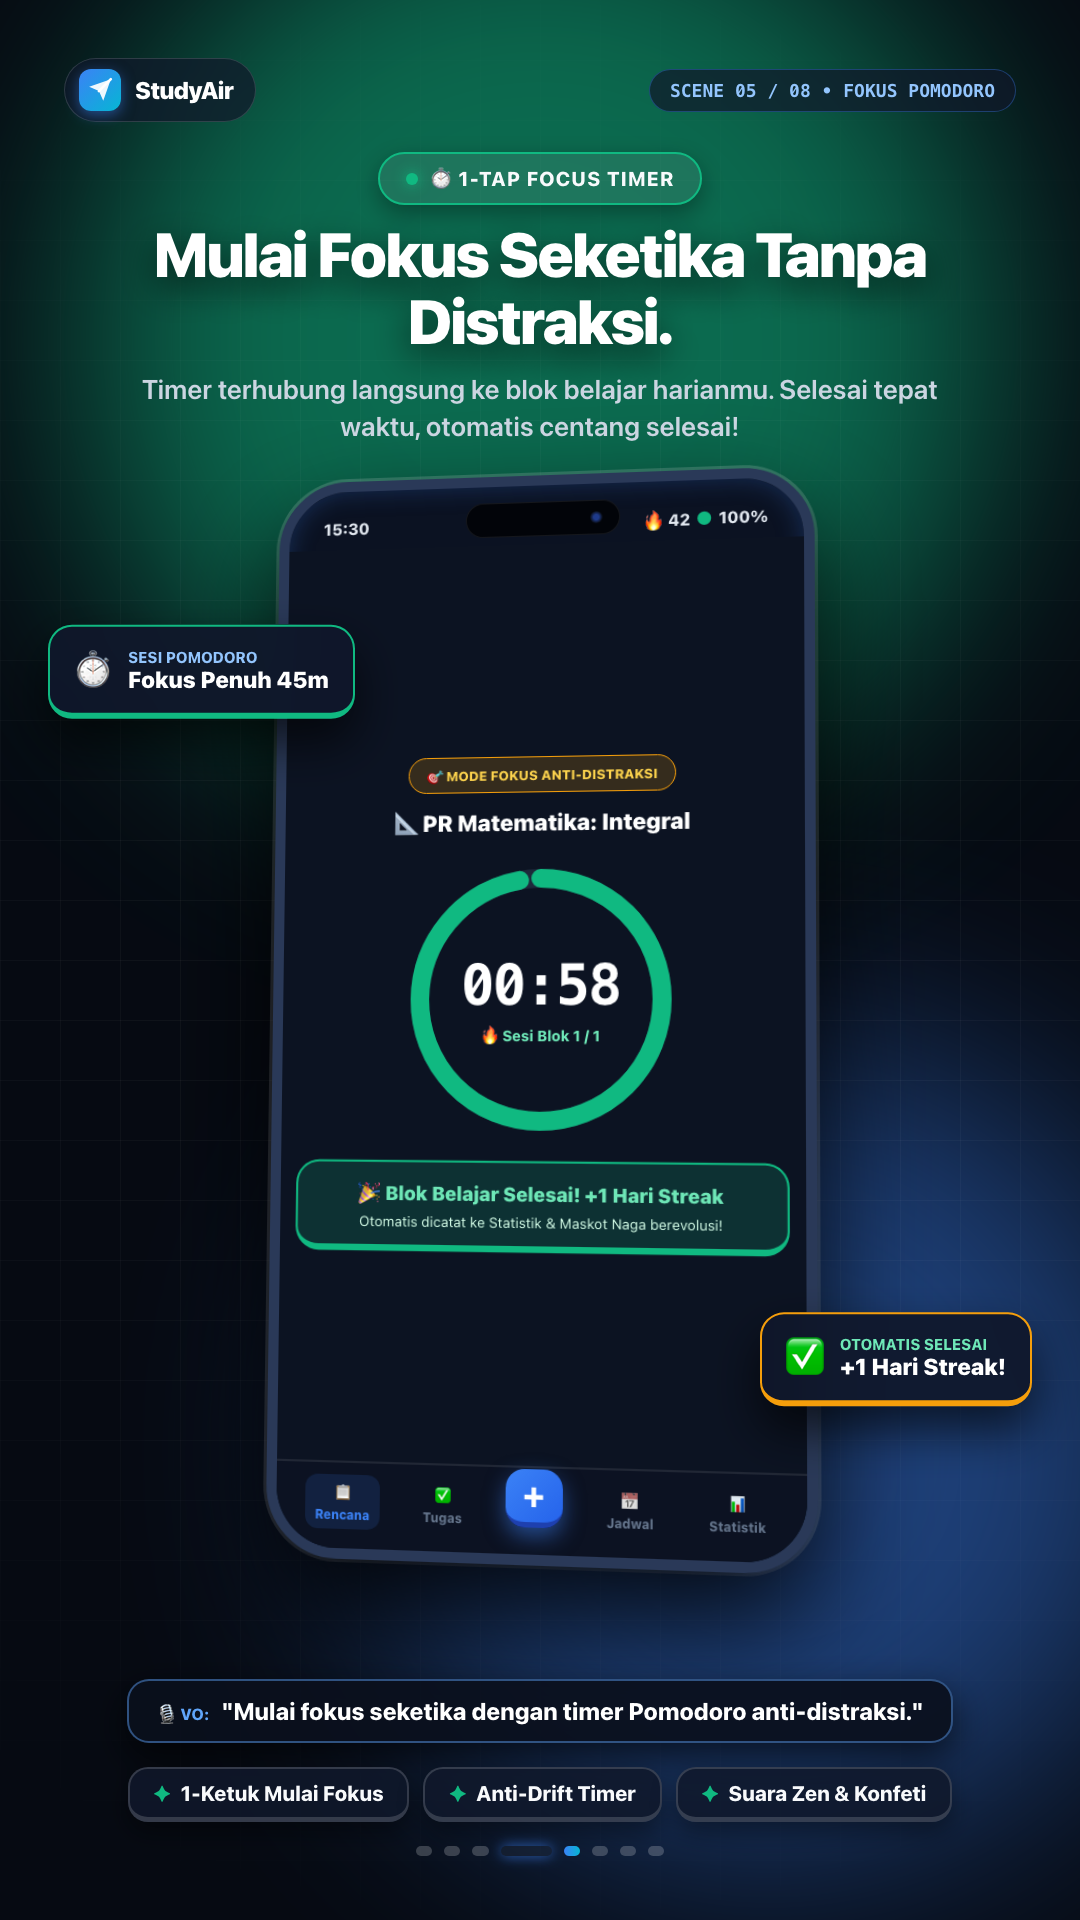 StudyAir
SCENE 05 / 08 • FOKUS POMODORO
⏱️ 1-TAP FOCUS TIMER
Mulai Fokus Seketika Tanpa
Distraksi.
Timer terhubung langsung ke blok belajar harianmu. Selesai tepat
waktu, otomatis centang selesai!
15:30
🔥 42 100%
SESI POMODORO
Fokus Penuh 45m
🎯 MODE FOKUS ANTI-DISTRAKSI
📐 PR Matematika: Integral
00:58
🔥 Sesi Blok 1 / 1
🎉 Blok Belajar Selesai! +1 Hari Streak
Otomatis dicatat ke Statistik & Maskot Naga berevolusi!
OTOMATIS SELESAI
+1 Hari Streak!
Rencana
Tugas
+
Jadwal
Statistik
🎙️ VO: "Mulai fokus seketika dengan timer Pomodoro anti-distraksi."
✦ 1-Ketuk Mulai Fokus
✦ Anti-Drift Timer
✦ Suara Zen & Konfeti